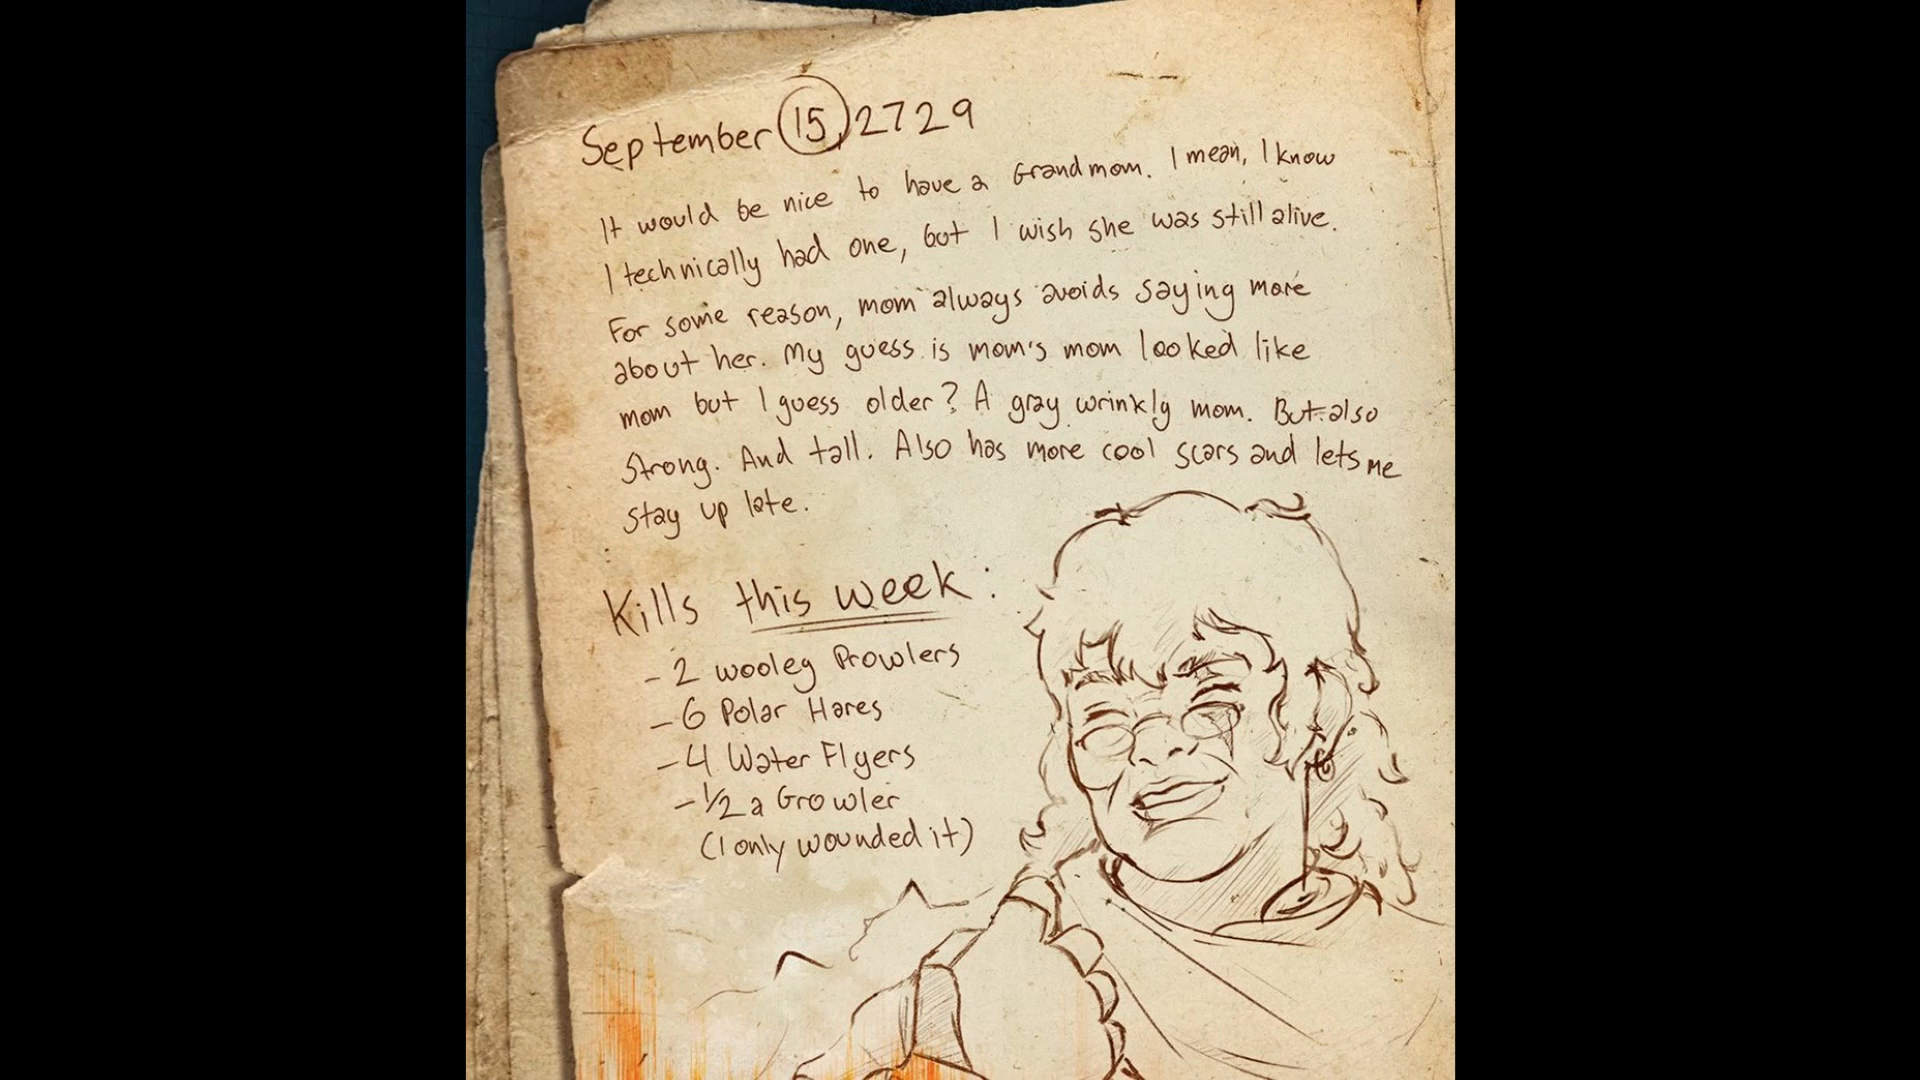 September 15, 2729
It would be nice to have a Grandmom. I mean, I know
I technically had one, but I wish she was still alive.
For some reason, mom always avoids saying more
about her. My guess is mom's mom looked like
mom but I guess older? A gray wrinkly mom. But also
strong. And tall. Also has more cool scars and lets me
stay up late.
Kills this week:
- 2 wooley Prowlers
- 6 Polar Hares
- 4 Water Flyers
- 1/2 a Growler
(I only wounded it)